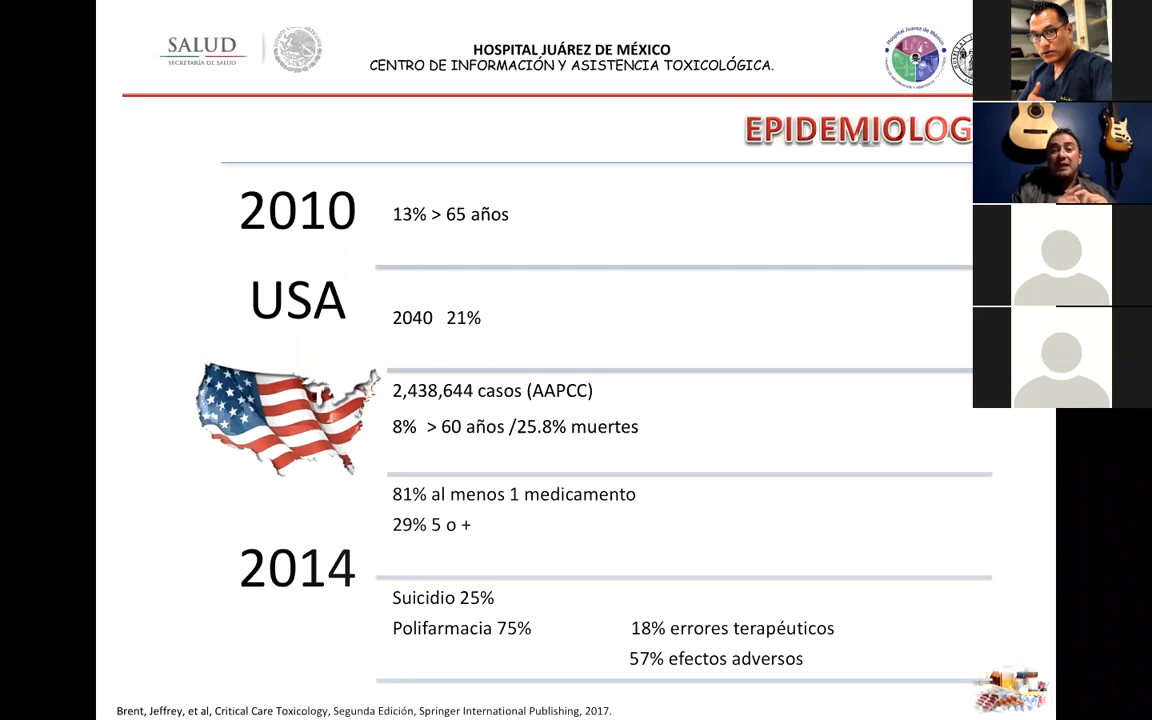 SALUD
SECRETARÍA DE SALUD
HOSPITAL JUÁREZ DE MÉXICO
CENTRO DE INFORMACIÓN Y ASISTENCIA TOXICOLÓGICA.
EPIDEMIOLOG
2010
13% > 65 años
USA
2040 21%
2,438,644 casos (AAPCC)
8% > 60 años /25.8% muertes
81% al menos 1 medicamento
29% 5 o +
2014
Suicidio 25%
Polifarmacia 75% 18% errores terapéuticos
57% efectos adversos
Brent, Jeffrey, et al, Critical Care Toxicology, Segunda Edición, Springer International Publishing, 2017.